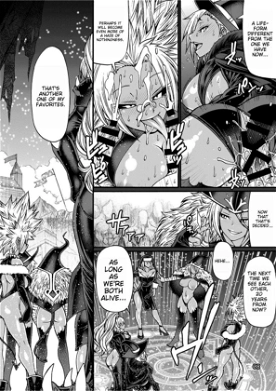 A LIFE-
FORM
DIFFERENT
FROM THE
ONE WE
HAVE
NOW...
PERHAPS IT
WILL BECOME
EVEN MORE
OF A HAZE OF
NOTHINGNESS.
THAT'S
ANOTHER
ONE OF MY
FAVORITES.
NOW
THAT THAT'S
DECIDED...
HEHE...
THE NEXT
TIME WE
SEE EACH
OTHER,
20 YEARS
FROM
NOW?
AS
LONG AS
WE'RE
BOTH
ALIVE...